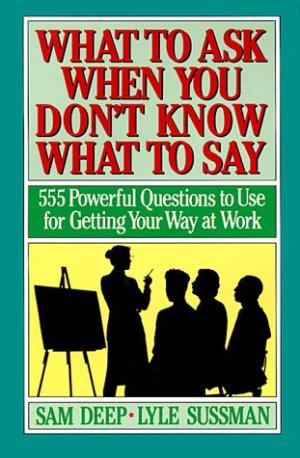 WHAT TO ASK
WHEN YOU
DON'T KNOW
WHAT TO SAY
555 Powerful Questions to Use
for Getting Your Way at Work
SAM DEEP • LYLE SUSSMAN